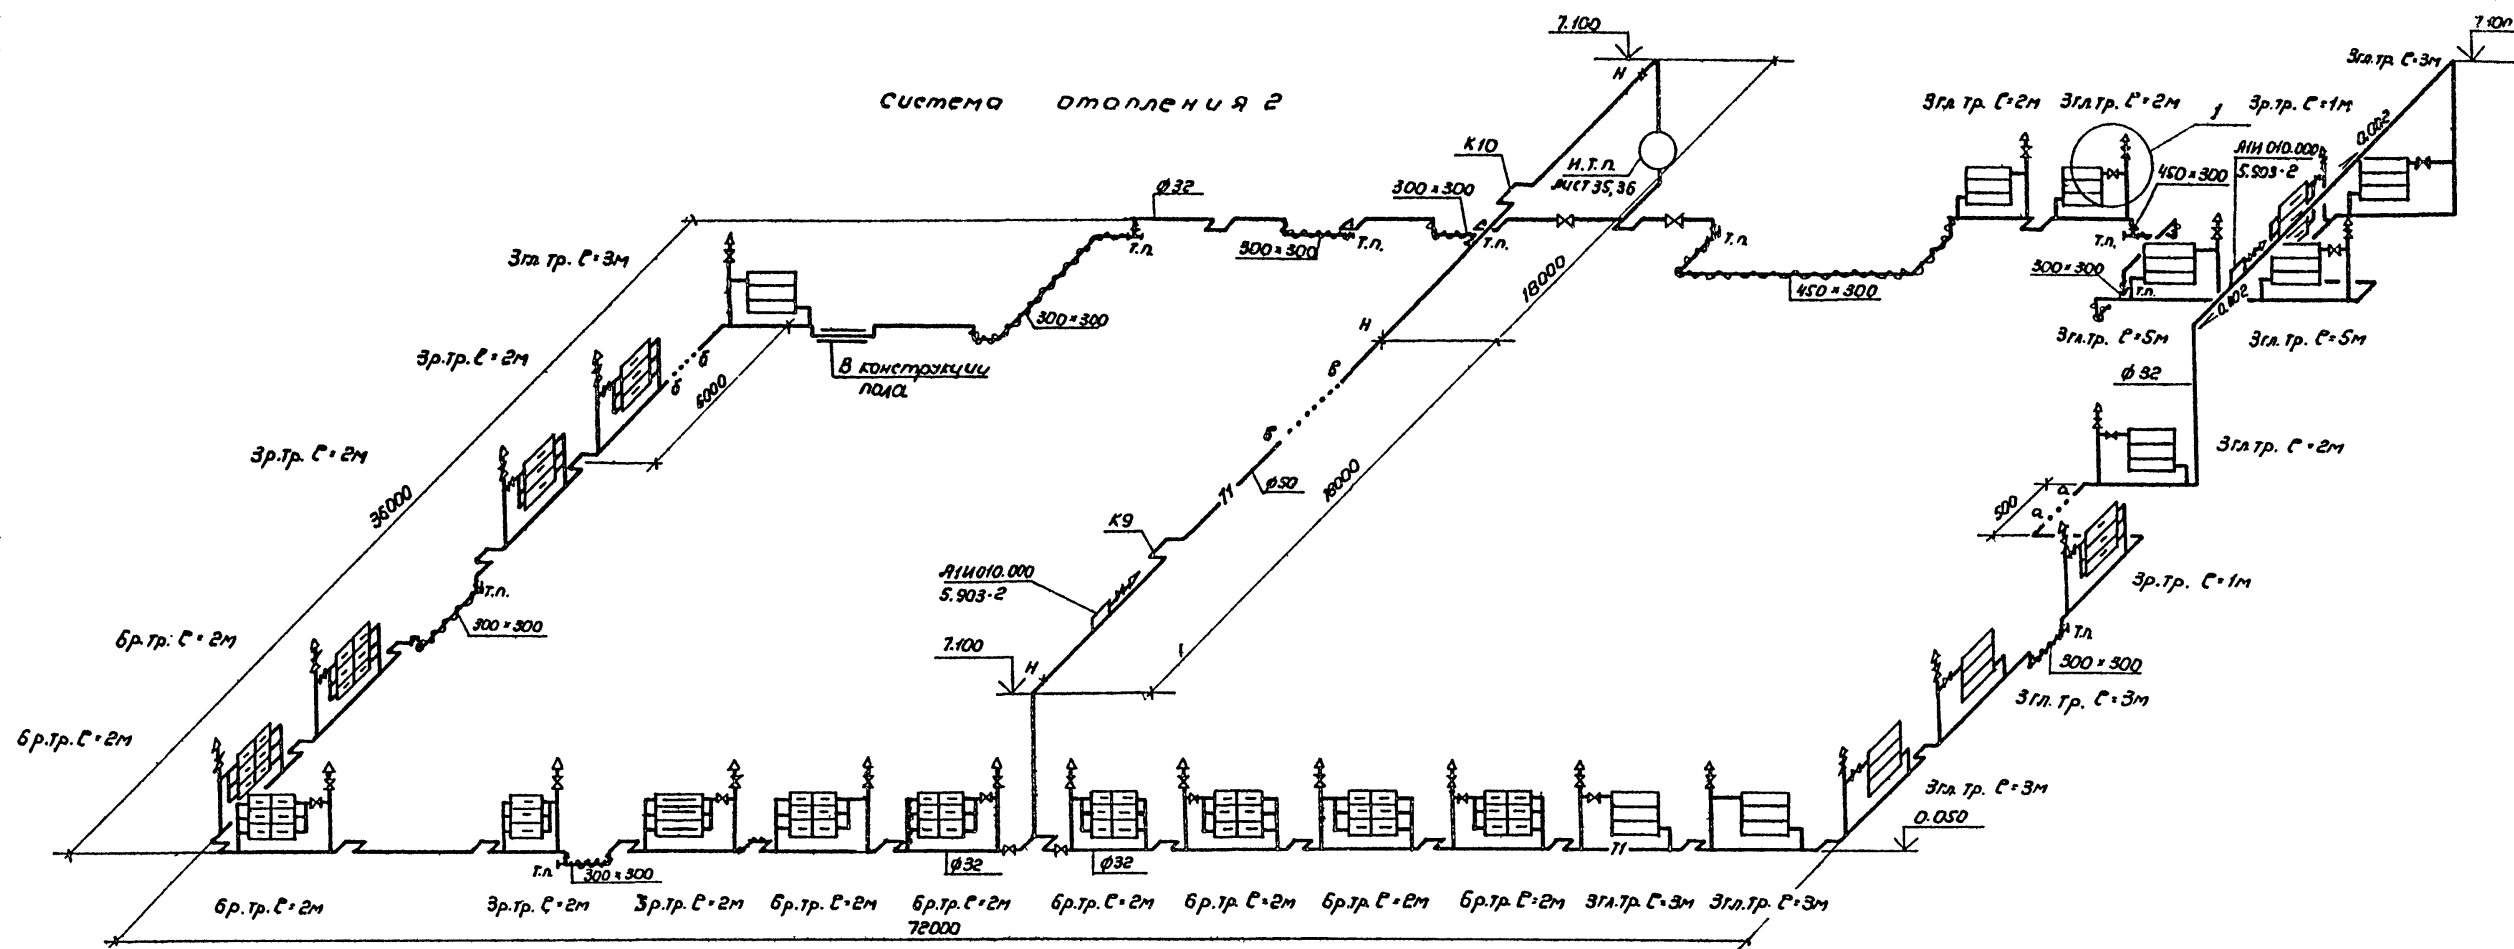 7.100
7.100
3гл.тр. ℓ=3м
Н
Система отопления 2
3гл.тр. ℓ=2м
3гл.тр. ℓ=2м
3р.тр. ℓ=1м
1
0.002
К10
И.Т.П.
лист 35,36
А1И 010.000
5.903-2
450×300
ф32
300×300
Т.П.
Т.П.
Т.П.
300×300
Т.П.
Т.П.
3гл.тр. ℓ=3м
18000
300×300
450×300
300×300
Т.П.
0.002
Н
3гл.тр. ℓ=5м
3гл.тр. ℓ=5м
3р.тр. ℓ=2м
б
б
6000
В конструкции
пола
в
ф32
3р.тр. ℓ=2м
б
3гл.тр. ℓ=2м
36000
Т1
ф50
18000
а
а
500
К9
А1И010.000
5.903-2
3р.тр. ℓ=1м
Т.П.
300×300
6р.тр. ℓ=2м
Т.П.
300×300
7.100
Н
3гл.тр. ℓ=3м
6р.тр. ℓ=2м
3гл.тр. ℓ=3м
0.050
Т1
Т.П.
300×300
ф32
ф32
6р.тр. ℓ=2м
3р.тр. ℓ=2м
3р.тр. ℓ=2м
6р.тр. ℓ=2м
6р.тр. ℓ=2м
6р.тр. ℓ=2м
6р.тр. ℓ=2м
6р.тр. ℓ=2м
6р.тр. ℓ=2м
3гл.тр. ℓ=3м
3гл.тр. ℓ=3м
72000